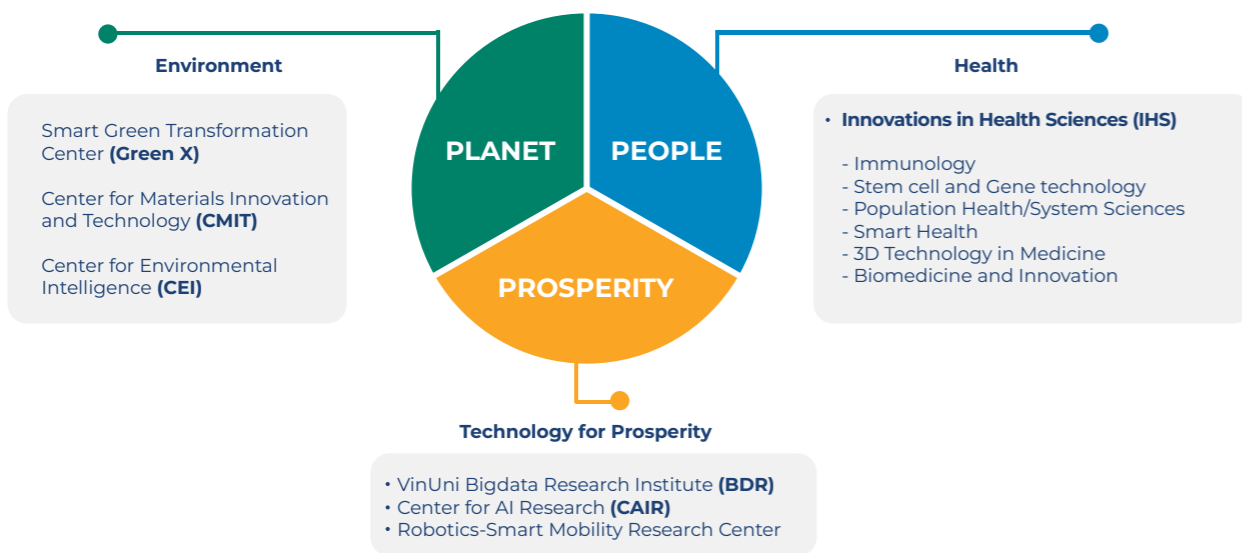 Environment
Smart Green Transformation
Center (Green X)
Center for Materials Innovation
and Technology (CMIT)
Center for Environmental
Intelligence (CEI)
PLANET
PEOPLE
PROSPERITY
Health
• Innovations in Health Sciences (IHS)
- Immunology
- Stem cell and Gene technology
- Population Health/System Sciences
- Smart Health
- 3D Technology in Medicine
- Biomedicine and Innovation
Technology for Prosperity
• VinUni Bigdata Research Institute (BDR)
• Center for AI Research (CAIR)
• Robotics-Smart Mobility Research Center